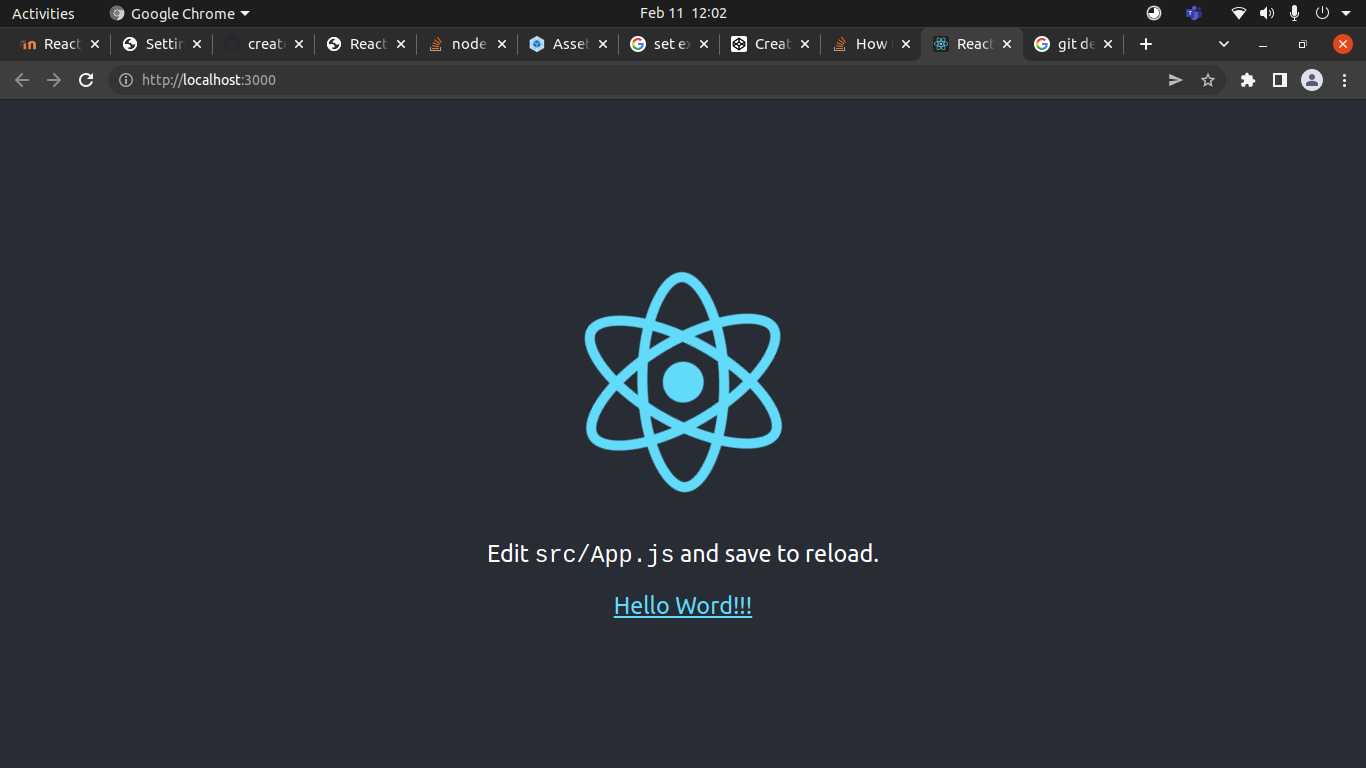 Activities Google Chrome Feb 11 12:02
React Settin create React node. Asset set ex Creat How React git de
http://localhost:3000
Edit src/App.js and save to reload.
Hello Word!!!